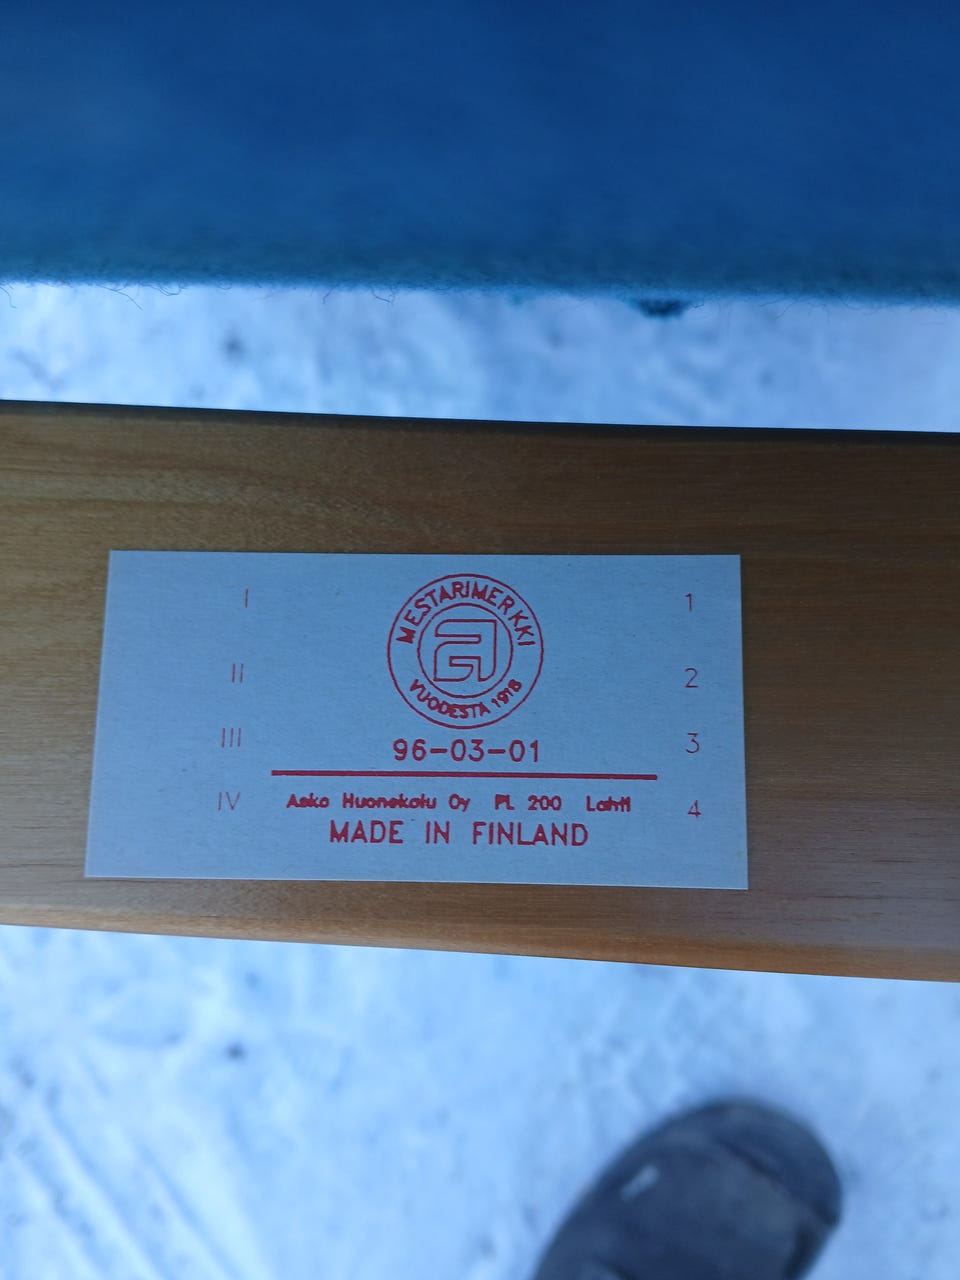 MESTARIMERKKI
a
VUODESTA 1918
I 1
II 2
III 3
IV 4
96-03-01
Asko Huonekalu Oy PL 200 Lahti
MADE IN FINLAND